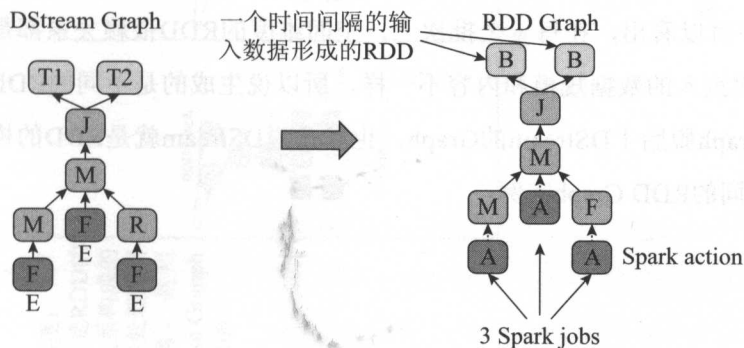 DStream Graph
一个时间间隔的输
入数据形成的RDD
RDD Graph
T1 T2
J
M
M F R
E
F F
E E
B B
J
M
M A F
A A
Spark action
3 Spark jobs